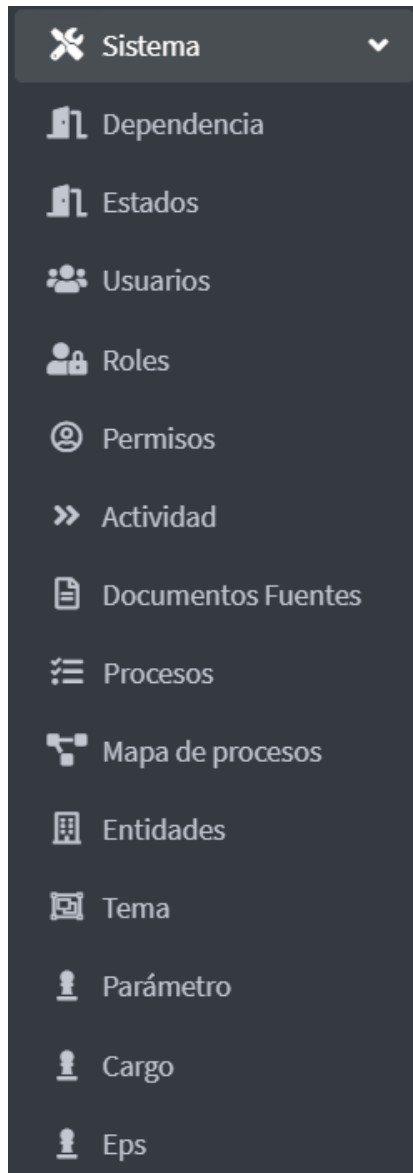 Sistema
Dependencia
Estados
Usuarios
Roles
Permisos
Actividad
Documentos Fuentes
Procesos
Mapa de procesos
Entidades
Tema
Parámetro
Cargo
Eps